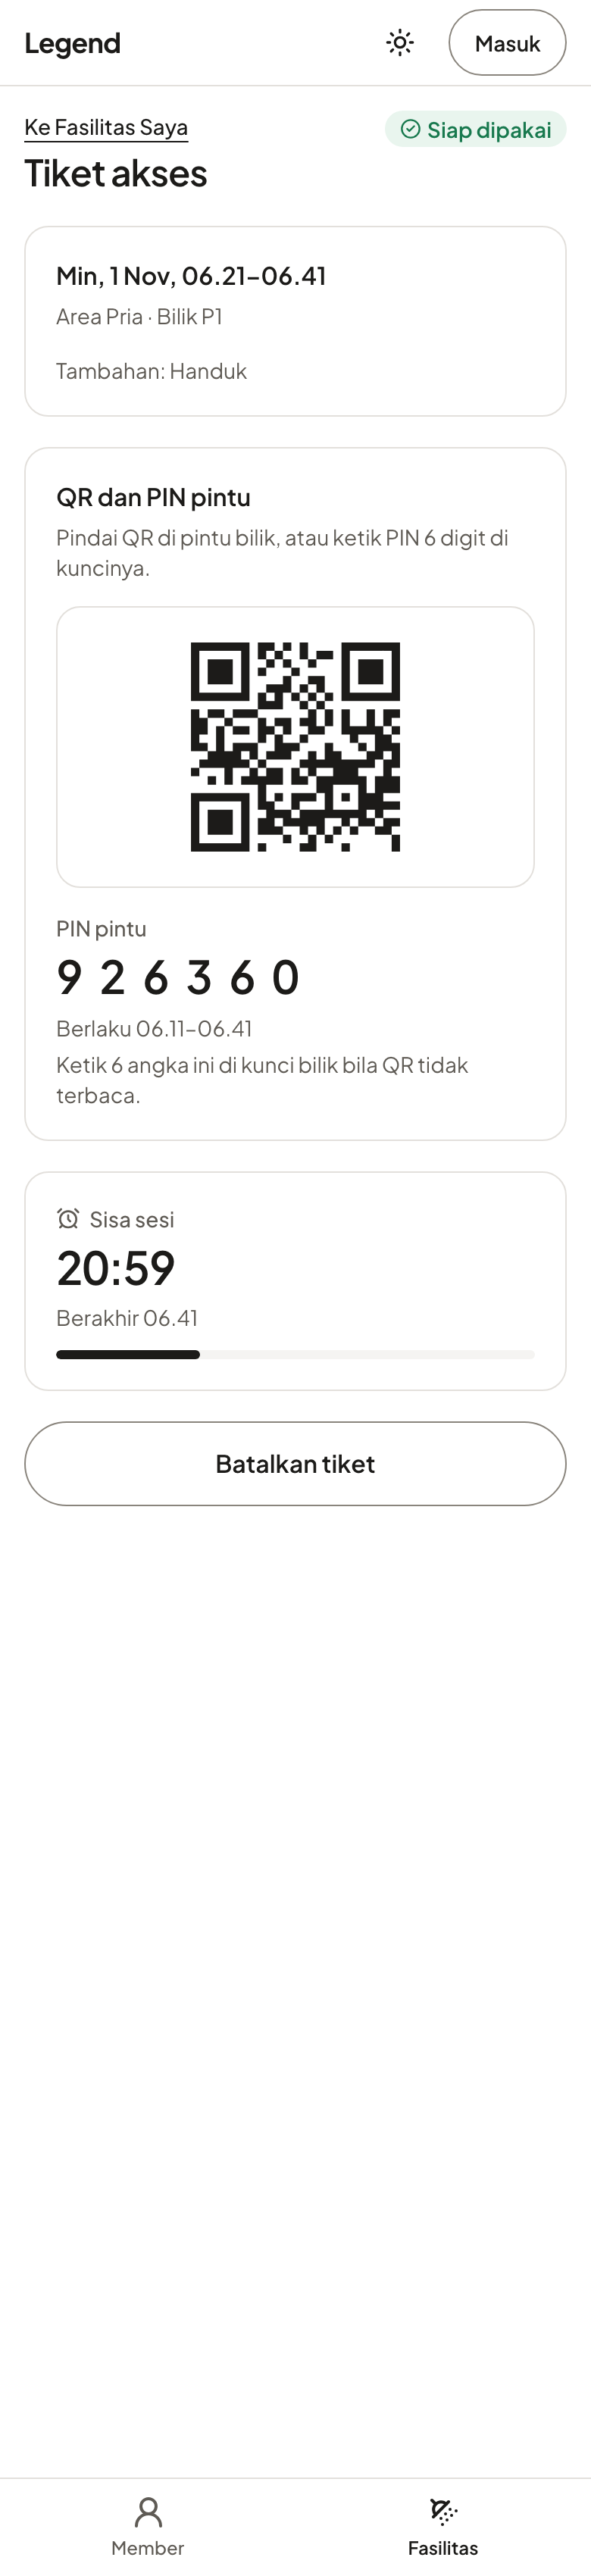 Legend
Masuk
Ke Fasilitas Saya
Siap dipakai
Tiket akses
Min, 1 Nov, 06.21–06.41
Area Pria · Bilik P1
Tambahan: Handuk
QR dan PIN pintu
Pindai QR di pintu bilik, atau ketik PIN 6 digit di
kuncinya.
PIN pintu
9 2 6 3 6 0
Berlaku 06.11–06.41
Ketik 6 angka ini di kunci bilik bila QR tidak
terbaca.
Sisa sesi
20:59
Berakhir 06.41
Batalkan tiket
Member
Fasilitas